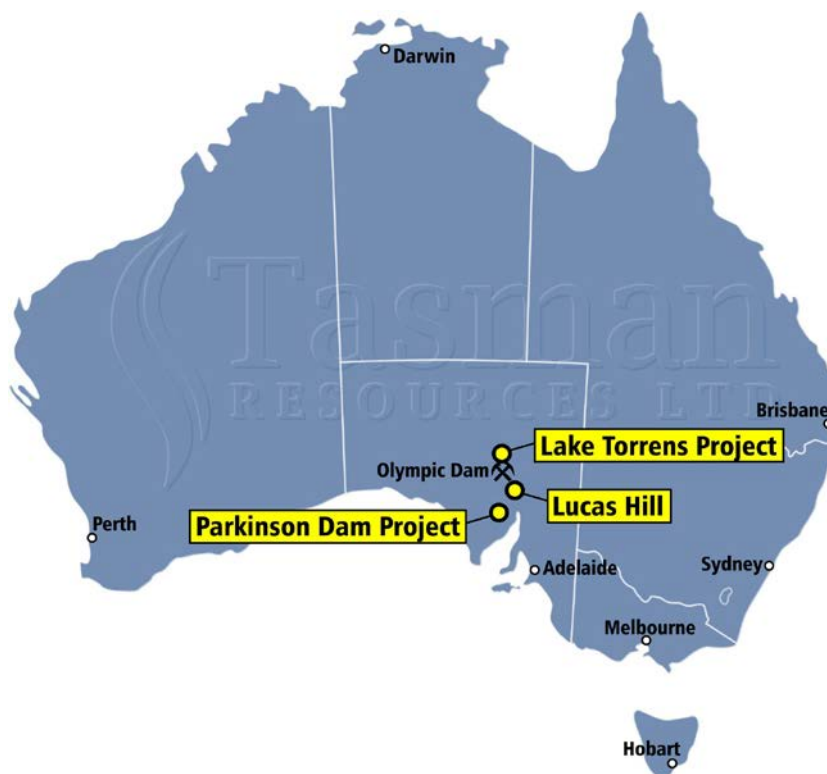 Darwin
Tasman
RESOURCES LTD
Brisbane
Lake Torrens Project
Olympic Dam
Lucas Hill
Parkinson Dam Project
Perth
Adelaide
Sydney
Melbourne
Hobart